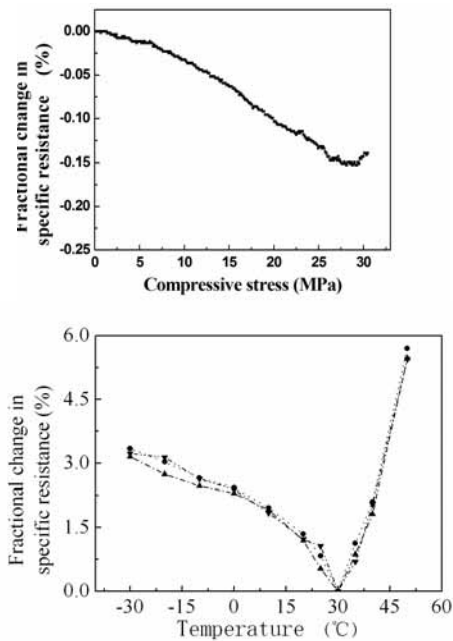 Fractional change in
specific resistance (%)
0.00
-0.05
-0.10
-0.15
-0.20
-0.25
0 5 10 15 20 25 30
Compressive stress (MPa)
Fractional change in
specific resistance (%)
6.0
4.5
3.0
1.5
0.0
-30 -15 0 15 30 45 60
Temperature (℃)